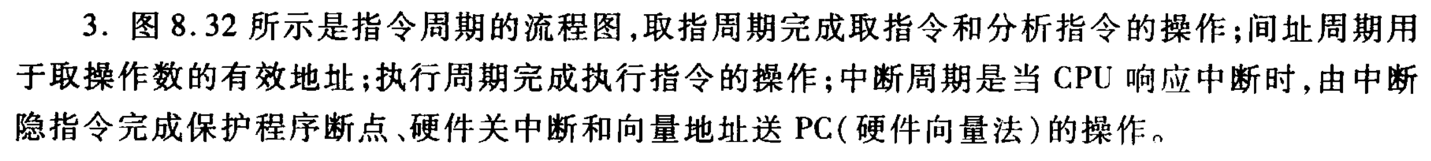 3. 图 8.32 所示是指令周期的流程图,取指周期完成取指令和分析指令的操作;间址周期用
于取操作数的有效地址;执行周期完成执行指令的操作;中断周期是当 CPU 响应中断时,由中断
隐指令完成保护程序断点、硬件关中断和向量地址送 PC(硬件向量法)的操作。